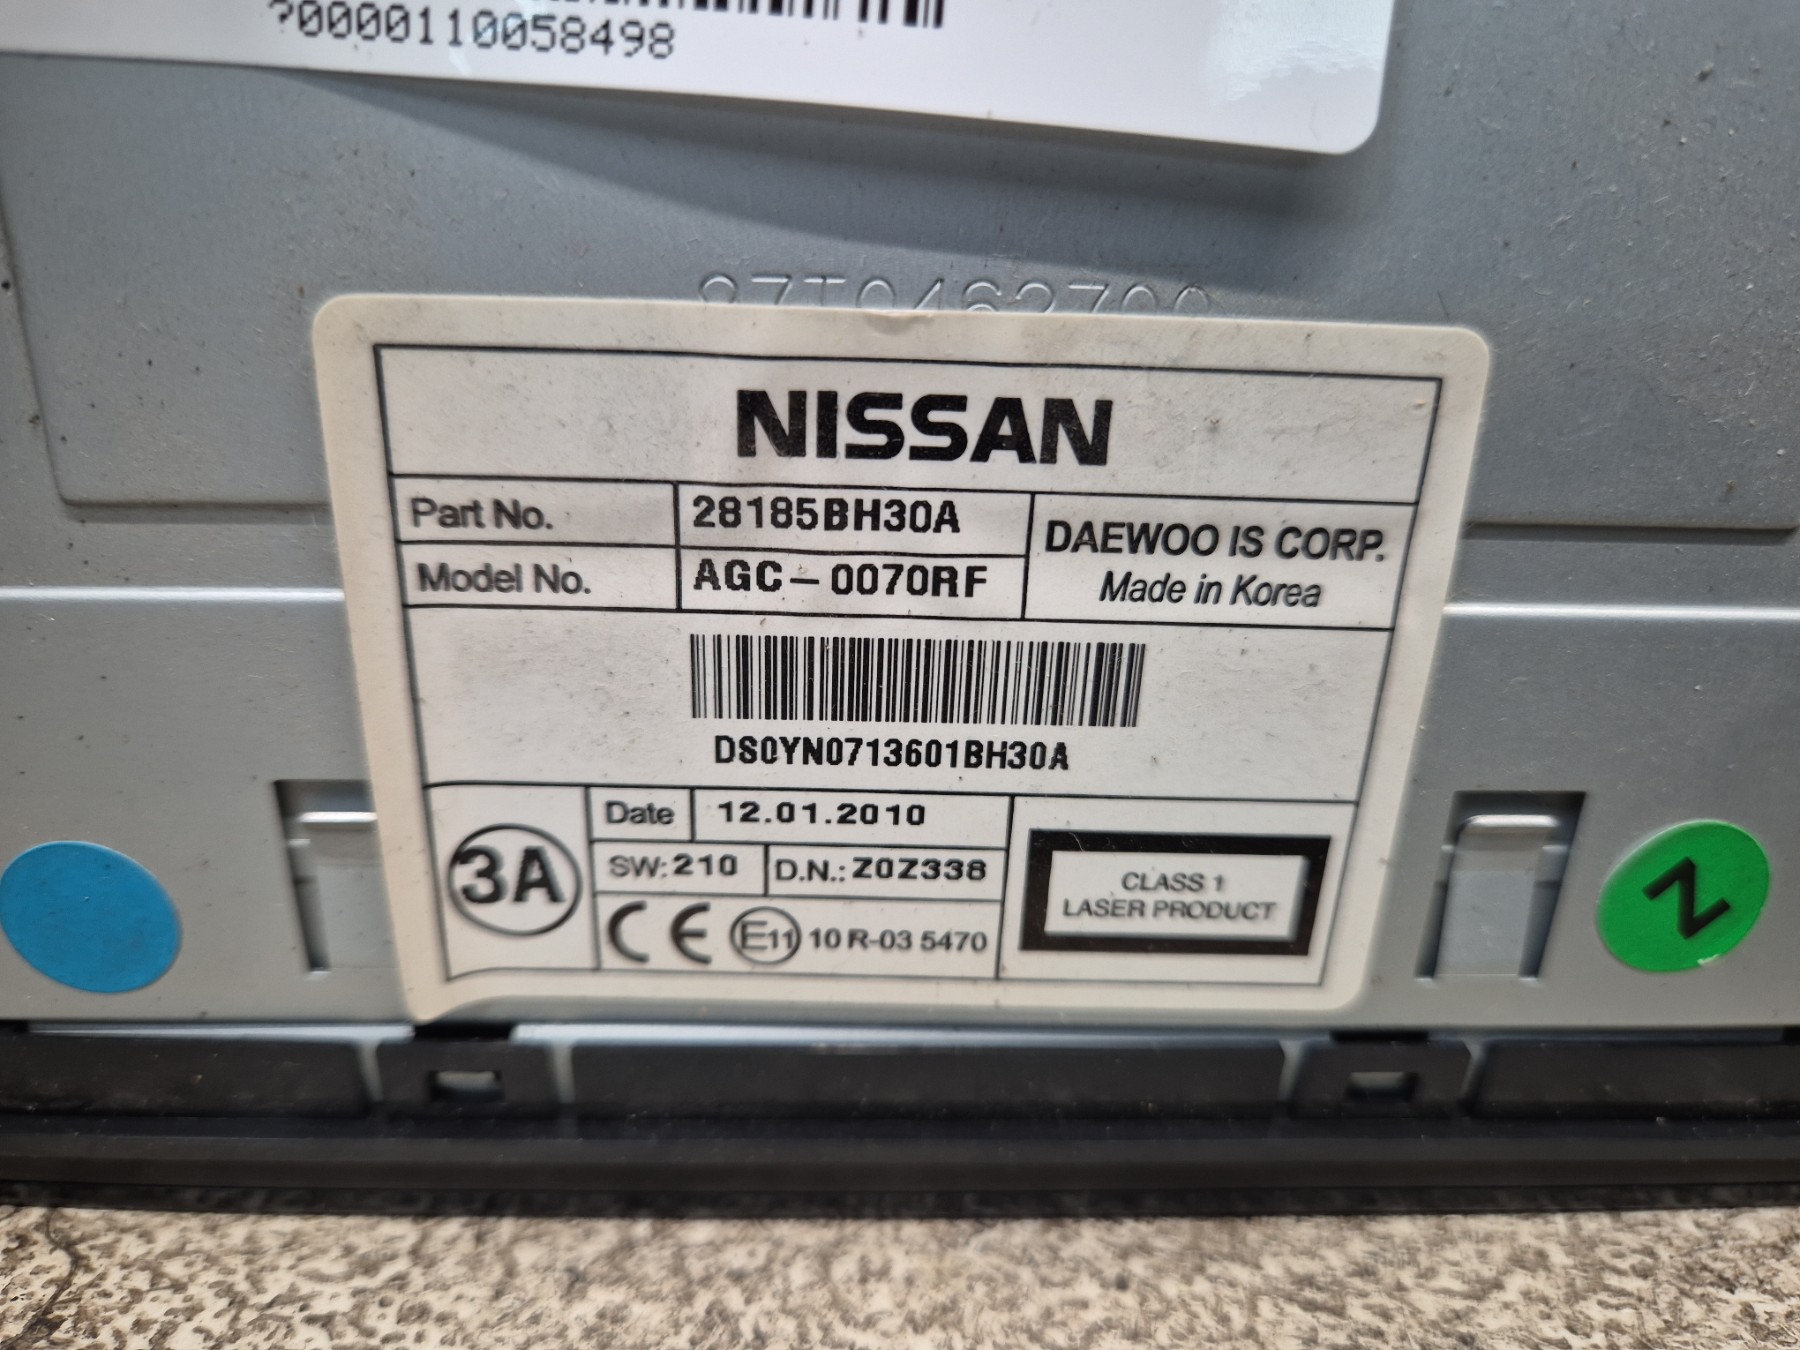 0000110058498
NISSAN
Part No. 28185BH30A
Model No. AGC-0070RF
DAEWOO IS CORP.
Made in Korea
DS0YN0713601BH30A
3A
Date 12.01.2010
SW:210 D.N.:Z0Z338
CE E11 10 R-03 5470
CLASS 1
LASER PRODUCT
N